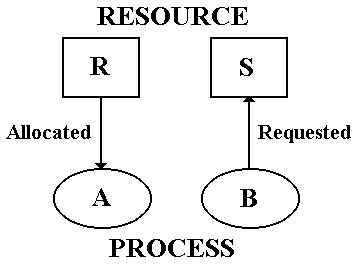 RESOURCE
R S
Allocated Requested
A B
PROCESS